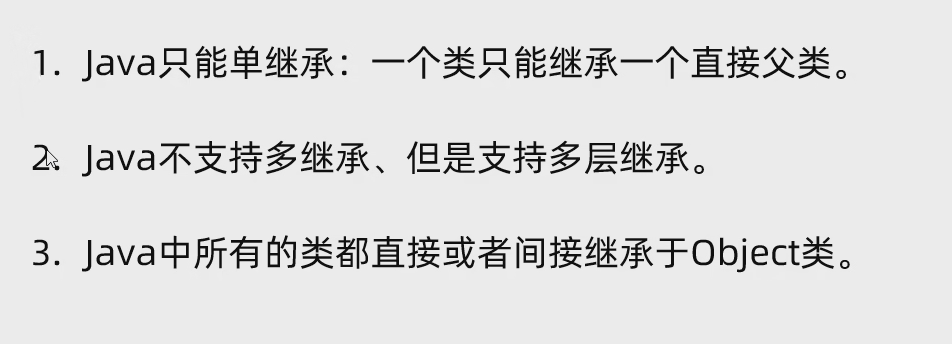 1. Java只能单继承：一个类只能继承一个直接父类。
2. Java不支持多继承、但是支持多层继承。
3. Java中所有的类都直接或者间接继承于Object类。